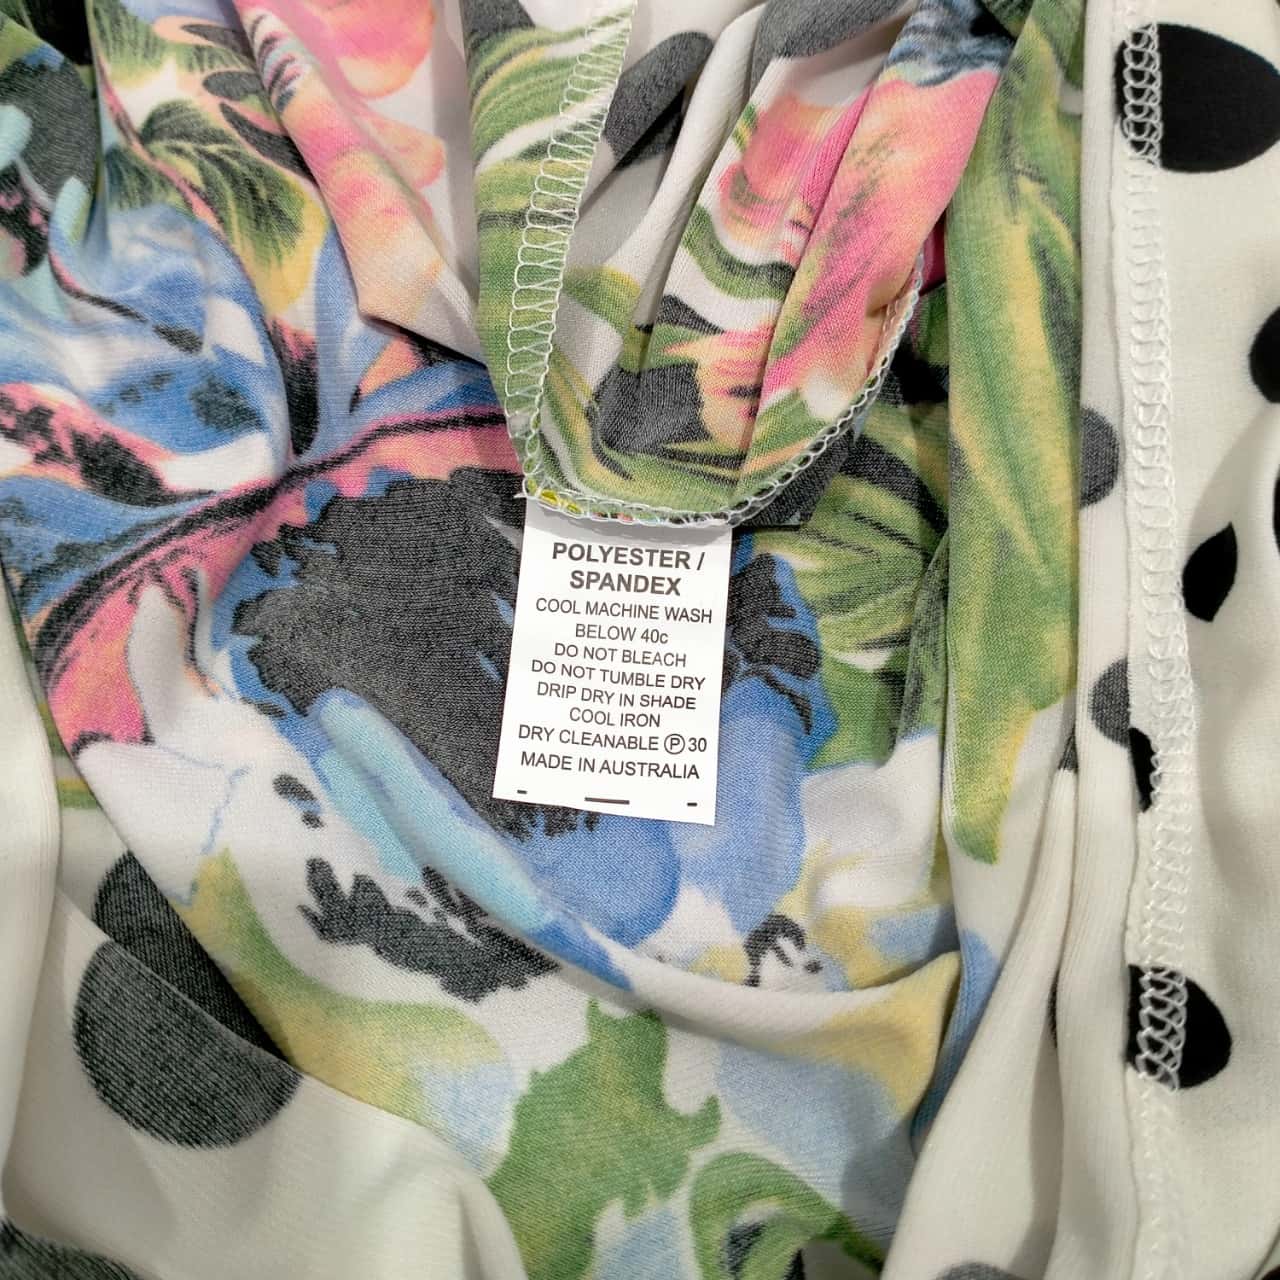 POLYESTER /
SPANDEX
COOL MACHINE WASH
BELOW 40c
DO NOT BLEACH
DO NOT TUMBLE DRY
DRIP DRY IN SHADE
COOL IRON
DRY CLEANABLE Ⓟ30
MADE IN AUSTRALIA